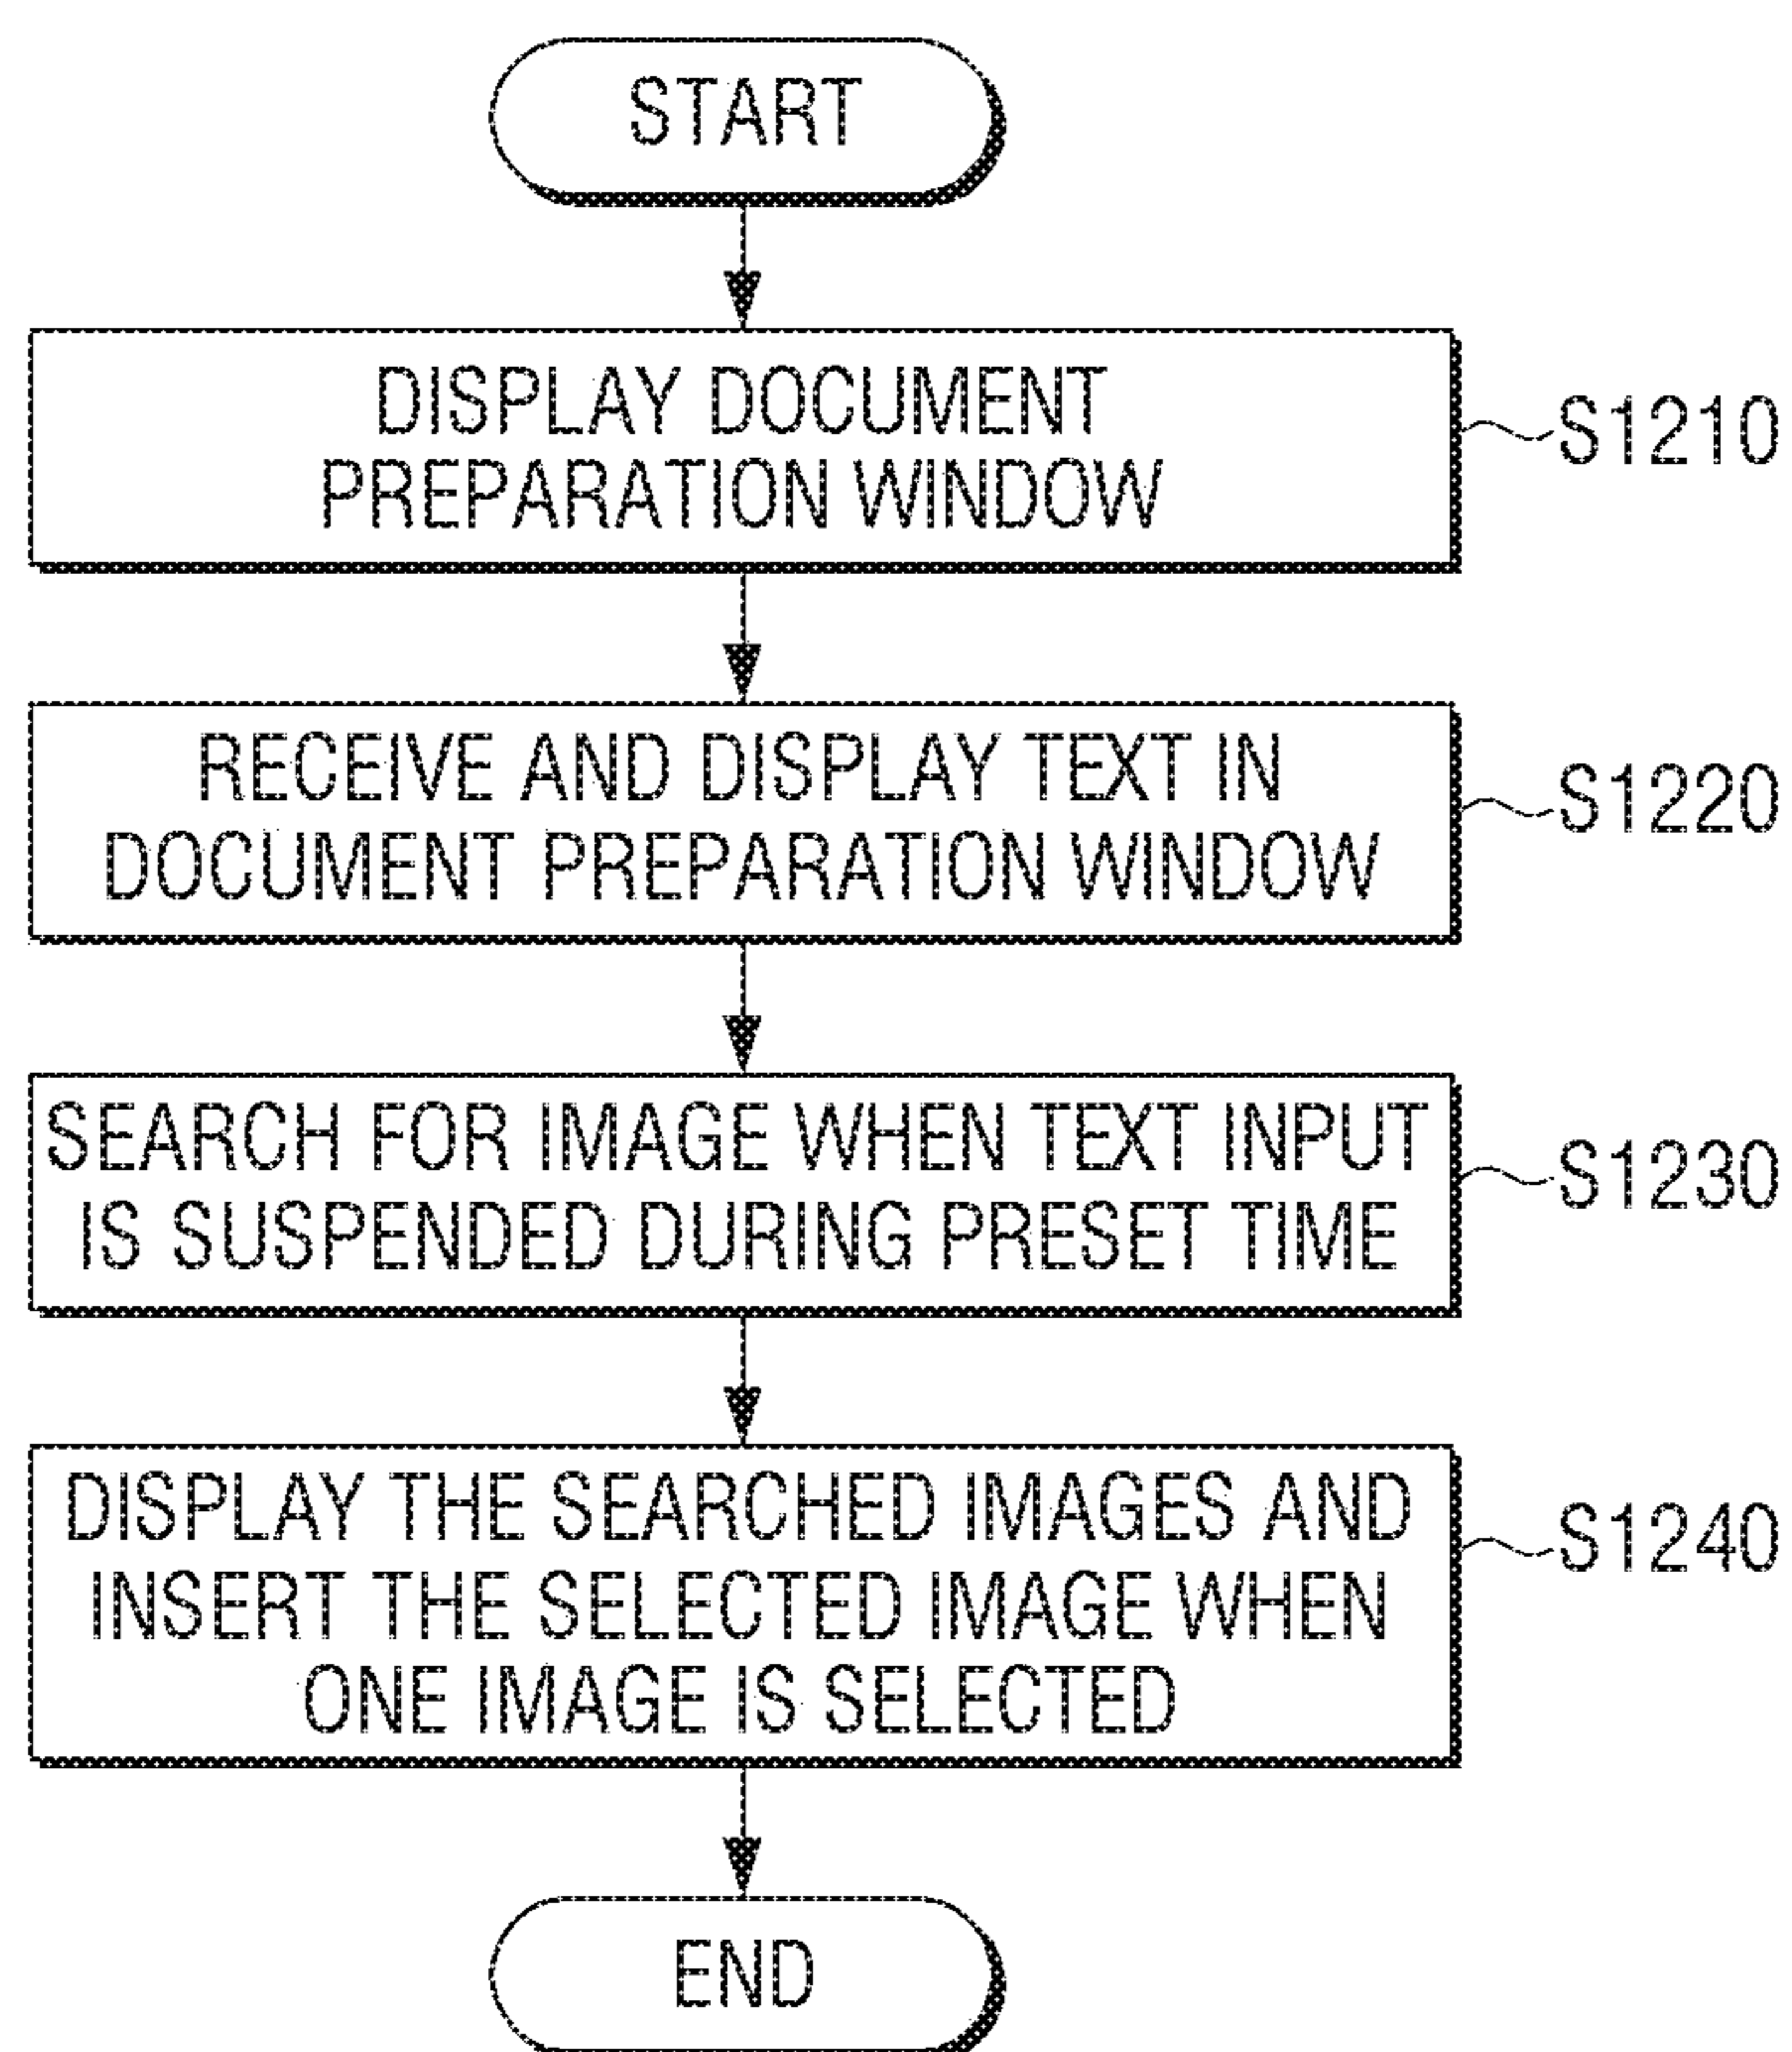 START
DISPLAY DOCUMENT
PREPARATION WINDOW
S1210
RECEIVE AND DISPLAY TEXT IN
DOCUMENT PREPARATION WINDOW
S1220
SEARCH FOR IMAGE WHEN TEXT INPUT
IS SUSPENDED DURING PRESET TIME
S1230
DISPLAY THE SEARCHED IMAGES AND
INSERT THE SELECTED IMAGE WHEN
ONE IMAGE IS SELECTED
S1240
END